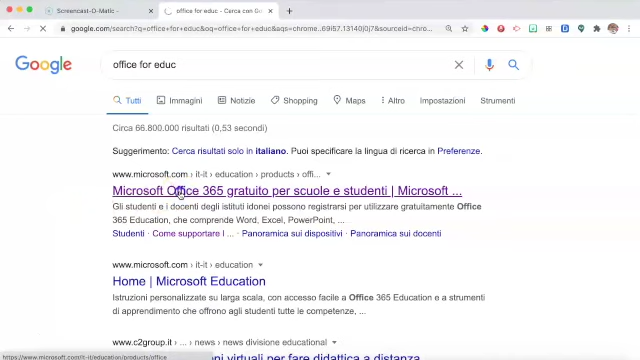 Screencast-O-Matic -
office for educ - Cerca con G
google.com/search?q=office+for+educ&oq=office+for+educ&aqs=chrome..69i57.13140j0j7&sourceid=chro...
Google
office for educ
Tutti
Immagini
Notizie
Shopping
Maps
Altro
Impostazioni
Strumenti
Circa 66.800.000 risultati (0,53 secondi)
Suggerimento: Cerca risultati solo in italiano. Puoi specificare la lingua di ricerca in Preferenze.
www.microsoft.com › it-it › education › products › offi...
Microsoft Office 365 gratuito per scuole e studenti | Microsoft ...
Gli studenti e i docenti degli istituti idonei possono registrarsi per utilizzare gratuitamente Office
365 Education, che comprende Word, Excel, PowerPoint, ...
Studenti · Come supportare l ... · Panoramica sui dispositivi · Panoramica sui docenti
www.microsoft.com › it-it › education
Home | Microsoft Education
Istruzioni personalizzate su larga scala, con accesso facile a Office 365 Education e a strumenti
di apprendimento che offrono agli studenti tutte le competenze, ...
www.c2group.it › ... › news › news divisione educational
ni virtuali per fare didattica a distanza
https://www.microsoft.com/it-it/education/products/office